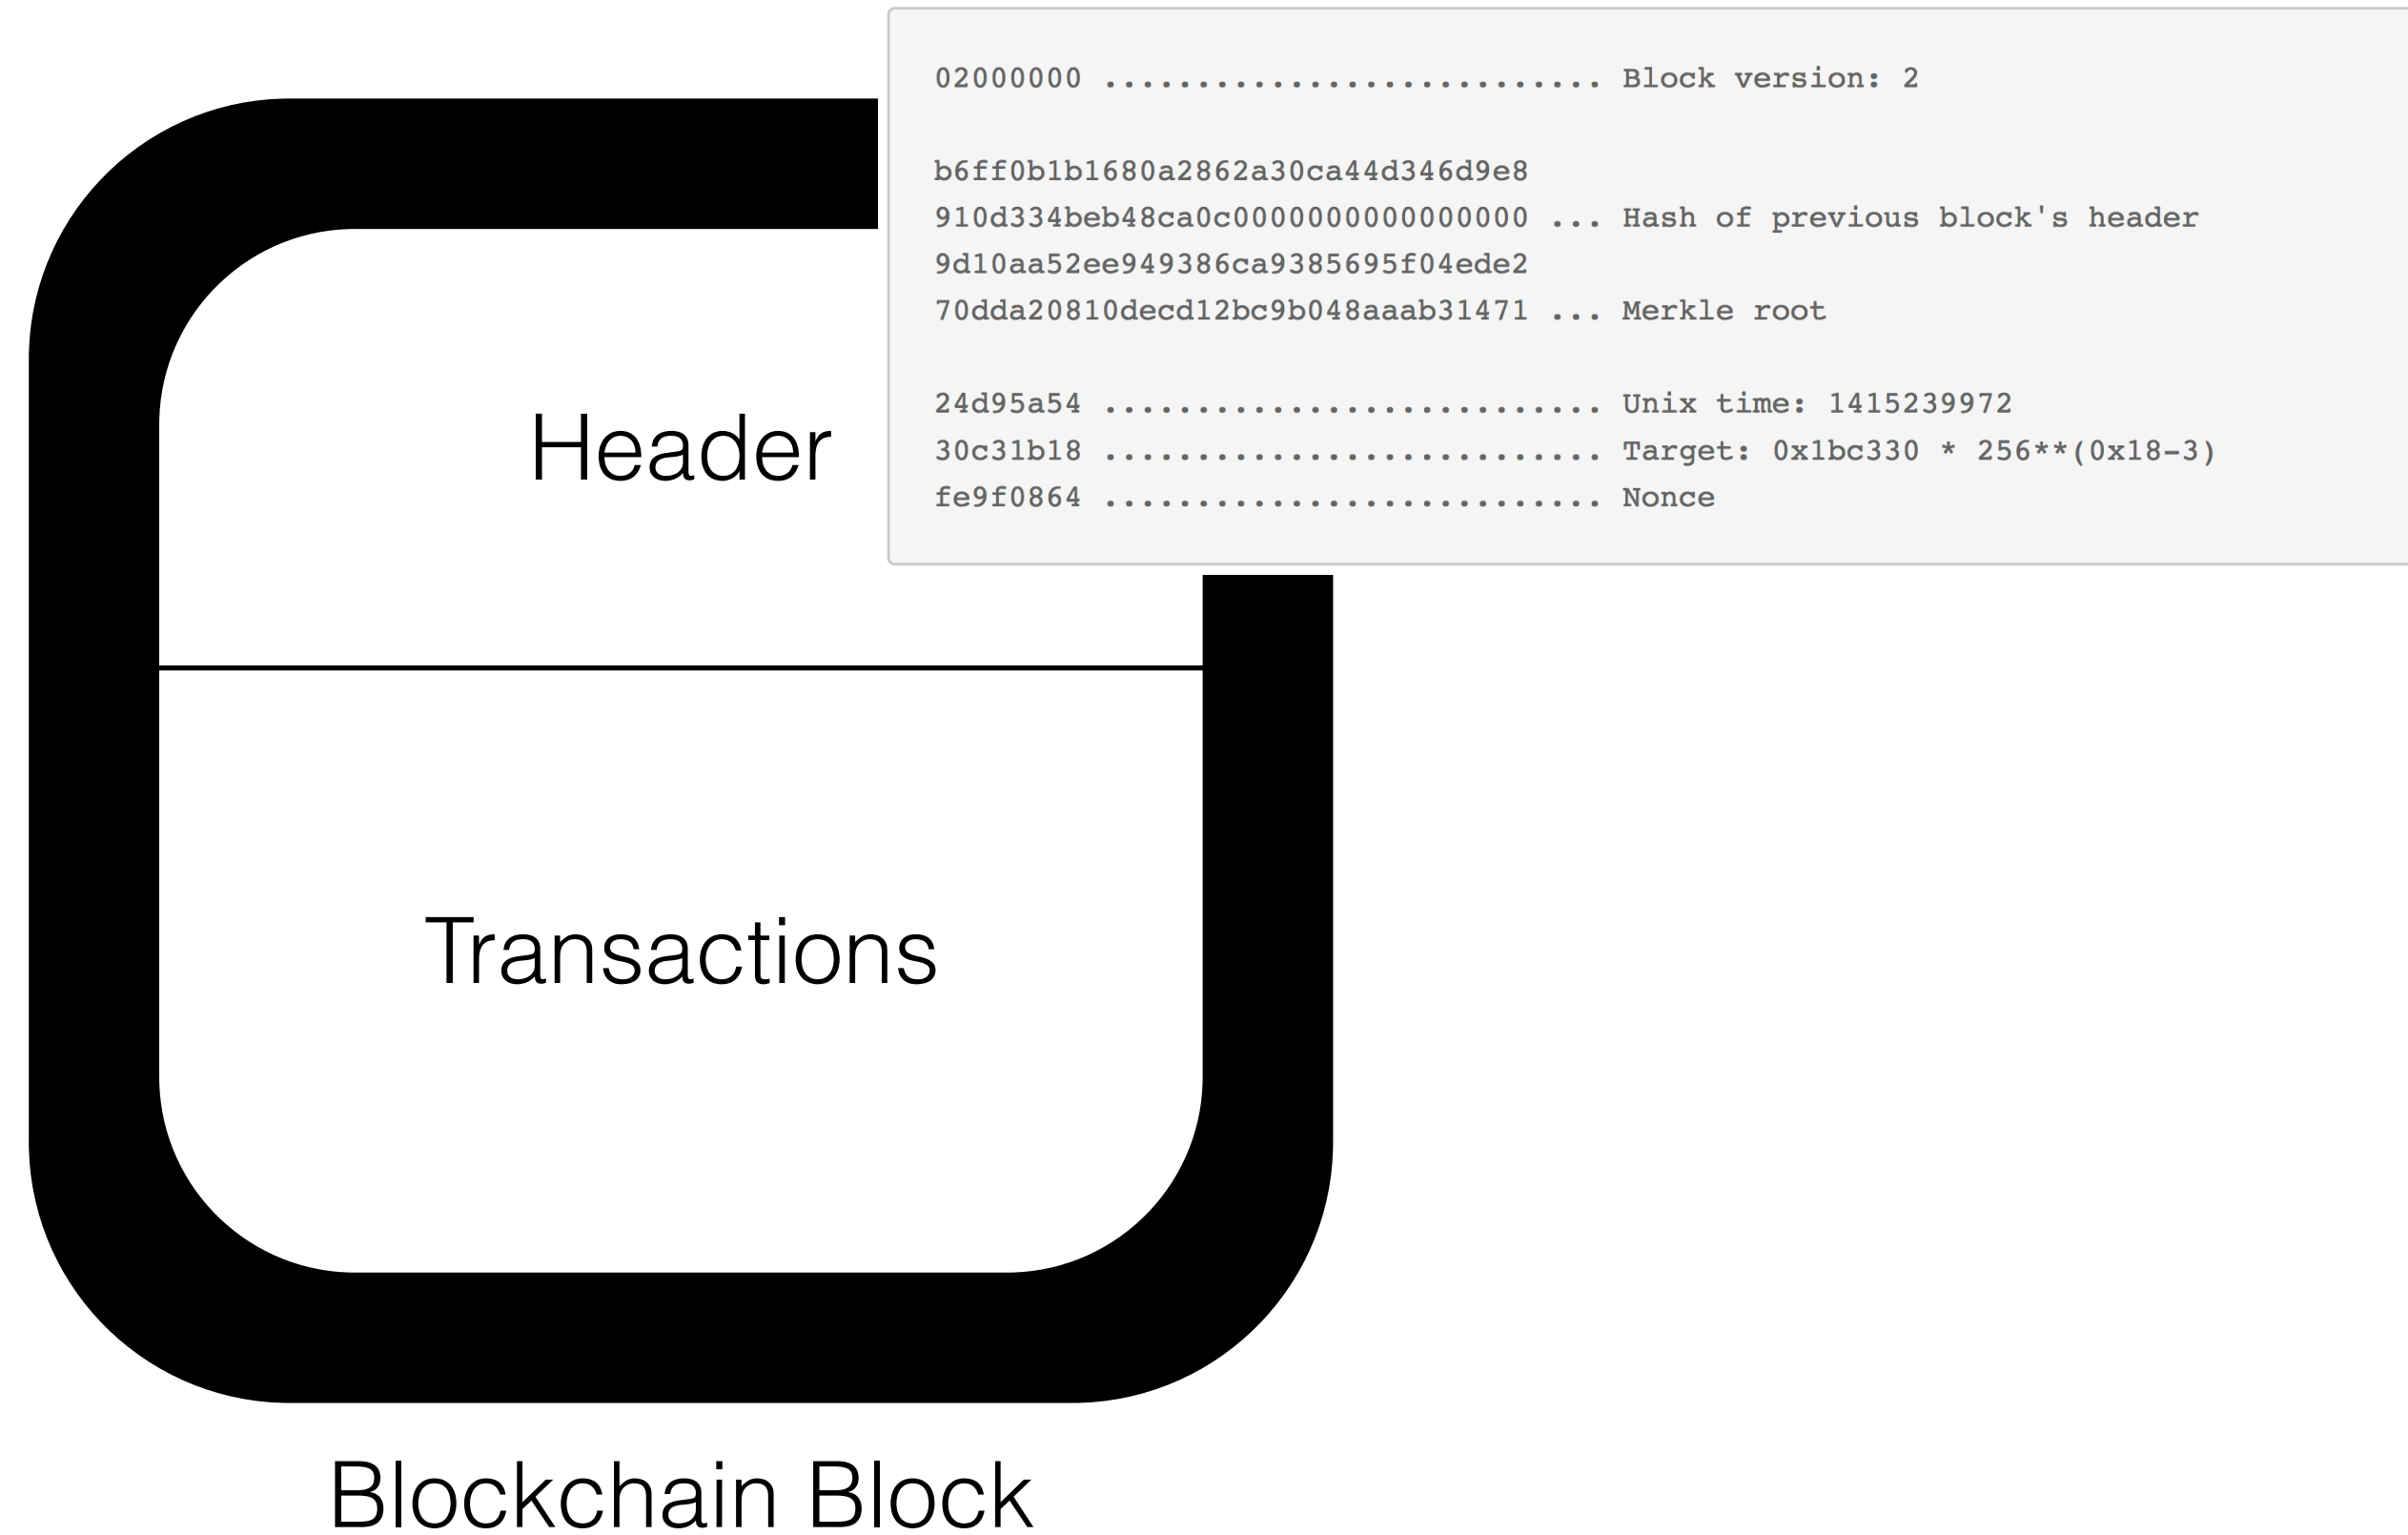 02000000 ........................... Block version: 2
b6ff0b1b1680a2862a30ca44d346d9e8
910d334beb48ca0c0000000000000000 ... Hash of previous block's header
9d10aa52ee949386ca9385695f04ede2
70dda20810decd12bc9b048aaab31471 ... Merkle root
24d95a54 ........................... Unix time: 1415239972
30c31b18 ........................... Target: 0x1bc330 * 256**(0x18-3)
fe9f0864 ........................... Nonce
Header
Transactions
Blockchain Block